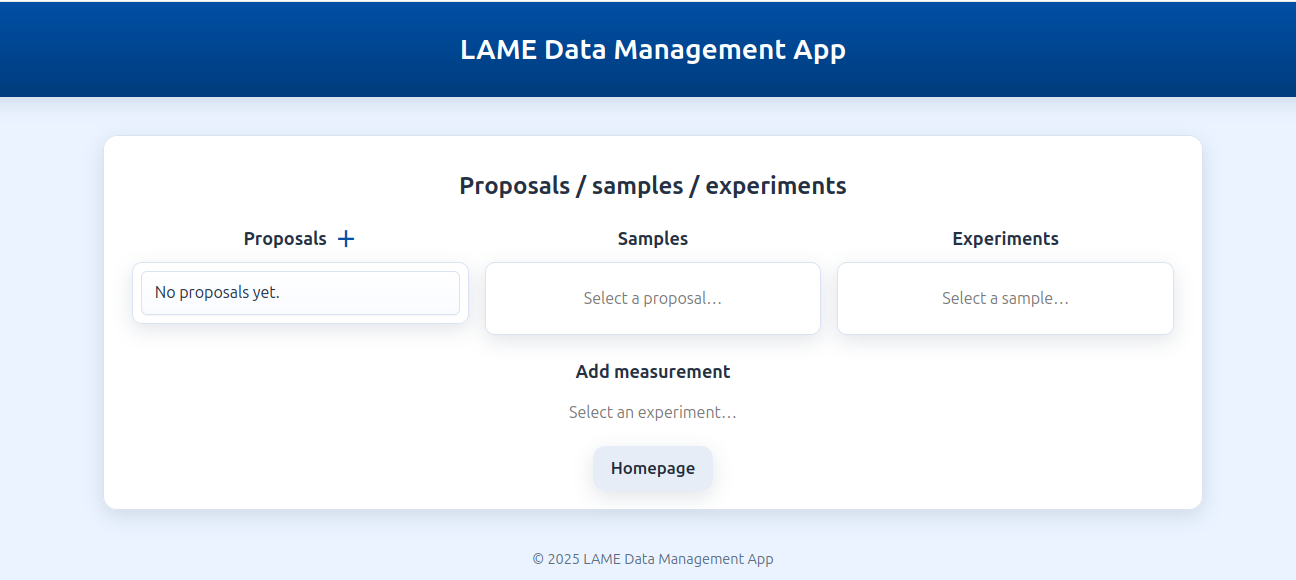 LAME Data Management App
Proposals / samples / experiments
Proposals +
Samples
Experiments
No proposals yet.
Select a proposal…
Select a sample…
Add measurement
Select an experiment…
Homepage
© 2025 LAME Data Management App